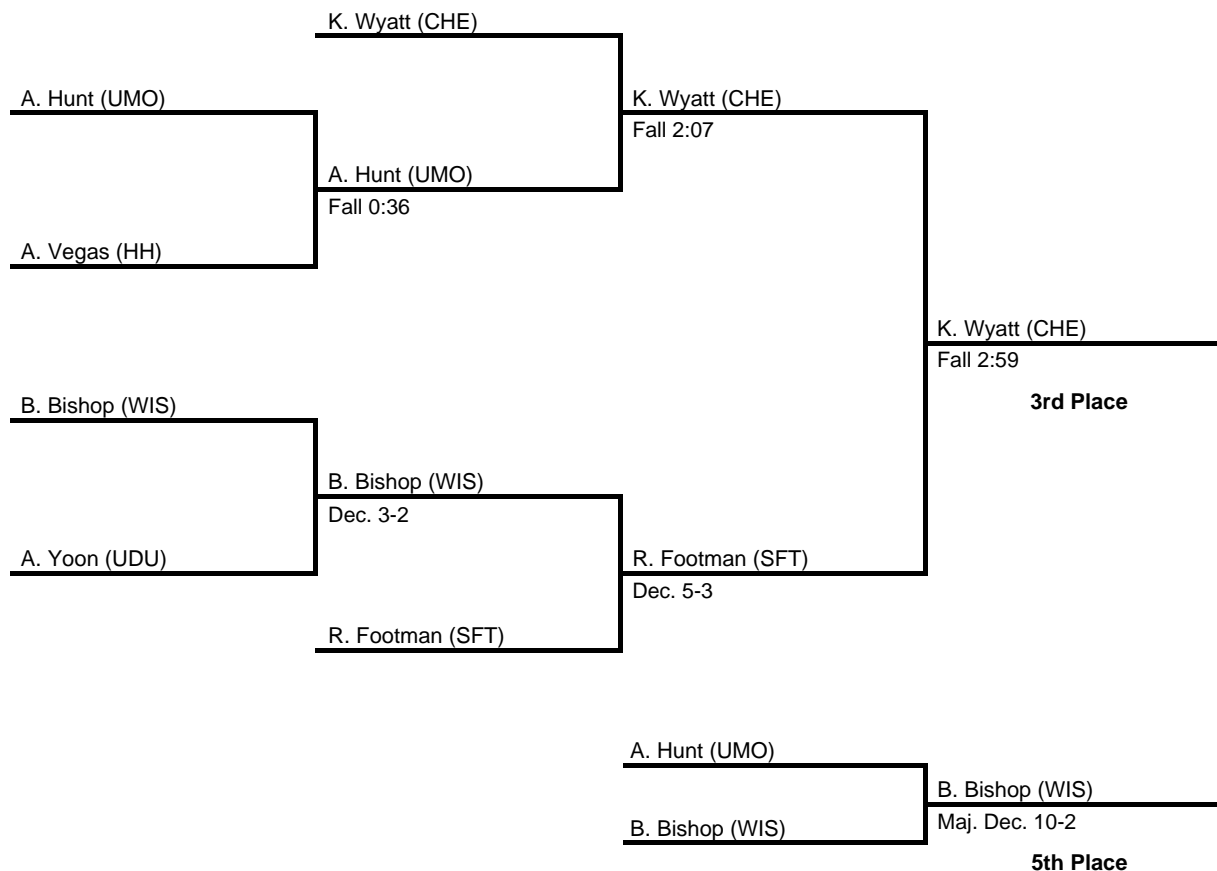 K. Wyatt (CHE)
A. Hunt (UMO)
K. Wyatt (CHE)
Fall 2:07
A. Hunt (UMO)
Fall 0:36
A. Vegas (HH)
K. Wyatt (CHE)
Fall 2:59
3rd Place
B. Bishop (WIS)
B. Bishop (WIS)
Dec. 3-2
A. Yoon (UDU)
R. Footman (SFT)
Dec. 5-3
R. Footman (SFT)
A. Hunt (UMO)
B. Bishop (WIS)
Maj. Dec. 10-2
B. Bishop (WIS)
5th Place